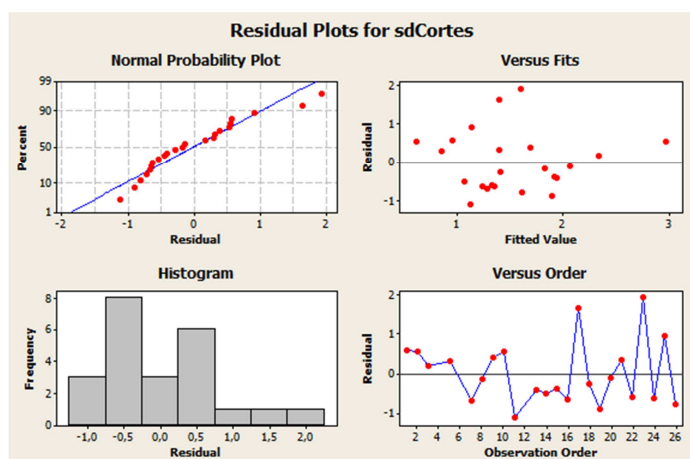 Residual Plots for sdCortes
Normal Probability Plot
Percent
99
90
50
10
1
-2 -1 0 1 2
Residual
Versus Fits
Residual
2
1
0
-1
1 2 3
Fitted Value
Histogram
Frequency
8
6
4
2
0
-1,0 -0,5 0,0 0,5 1,0 1,5 2,0
Residual
Versus Order
Residual
2
1
0
-1
2 4 6 8 10 12 14 16 18 20 22 24 26
Observation Order